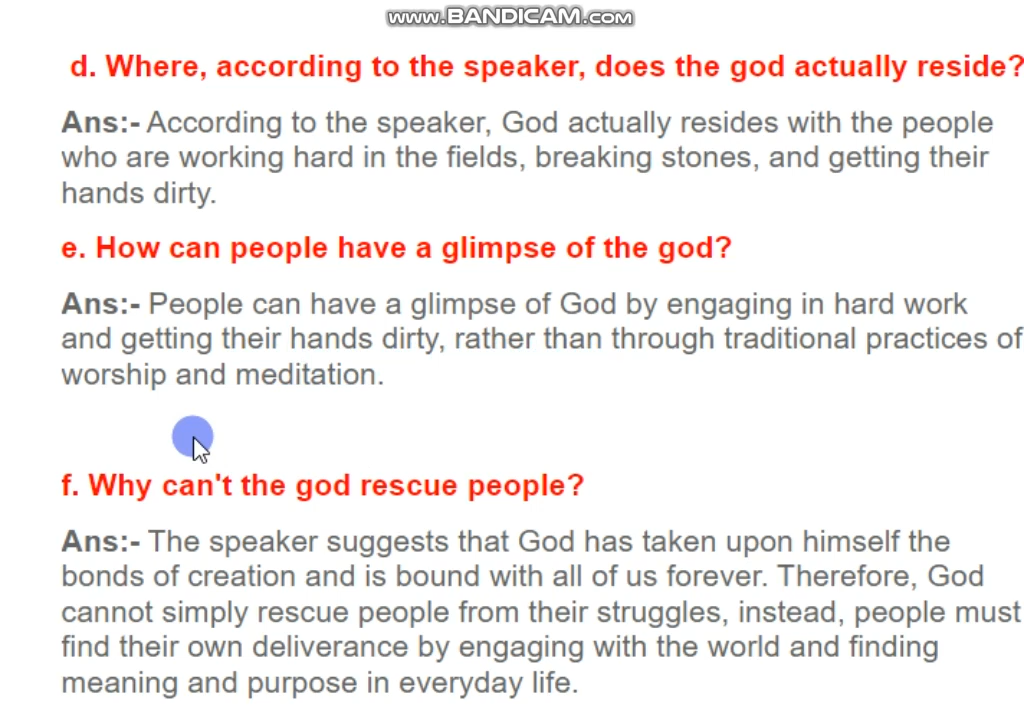 www.BANDICAM.com
d. Where, according to the speaker, does the god actually reside?
Ans:- According to the speaker, God actually resides with the people
who are working hard in the fields, breaking stones, and getting their
hands dirty.
e. How can people have a glimpse of the god?
Ans:- People can have a glimpse of God by engaging in hard work
and getting their hands dirty, rather than through traditional practices of
worship and meditation.
f. Why can't the god rescue people?
Ans:- The speaker suggests that God has taken upon himself the
bonds of creation and is bound with all of us forever. Therefore, God
cannot simply rescue people from their struggles, instead, people must
find their own deliverance by engaging with the world and finding
meaning and purpose in everyday life.